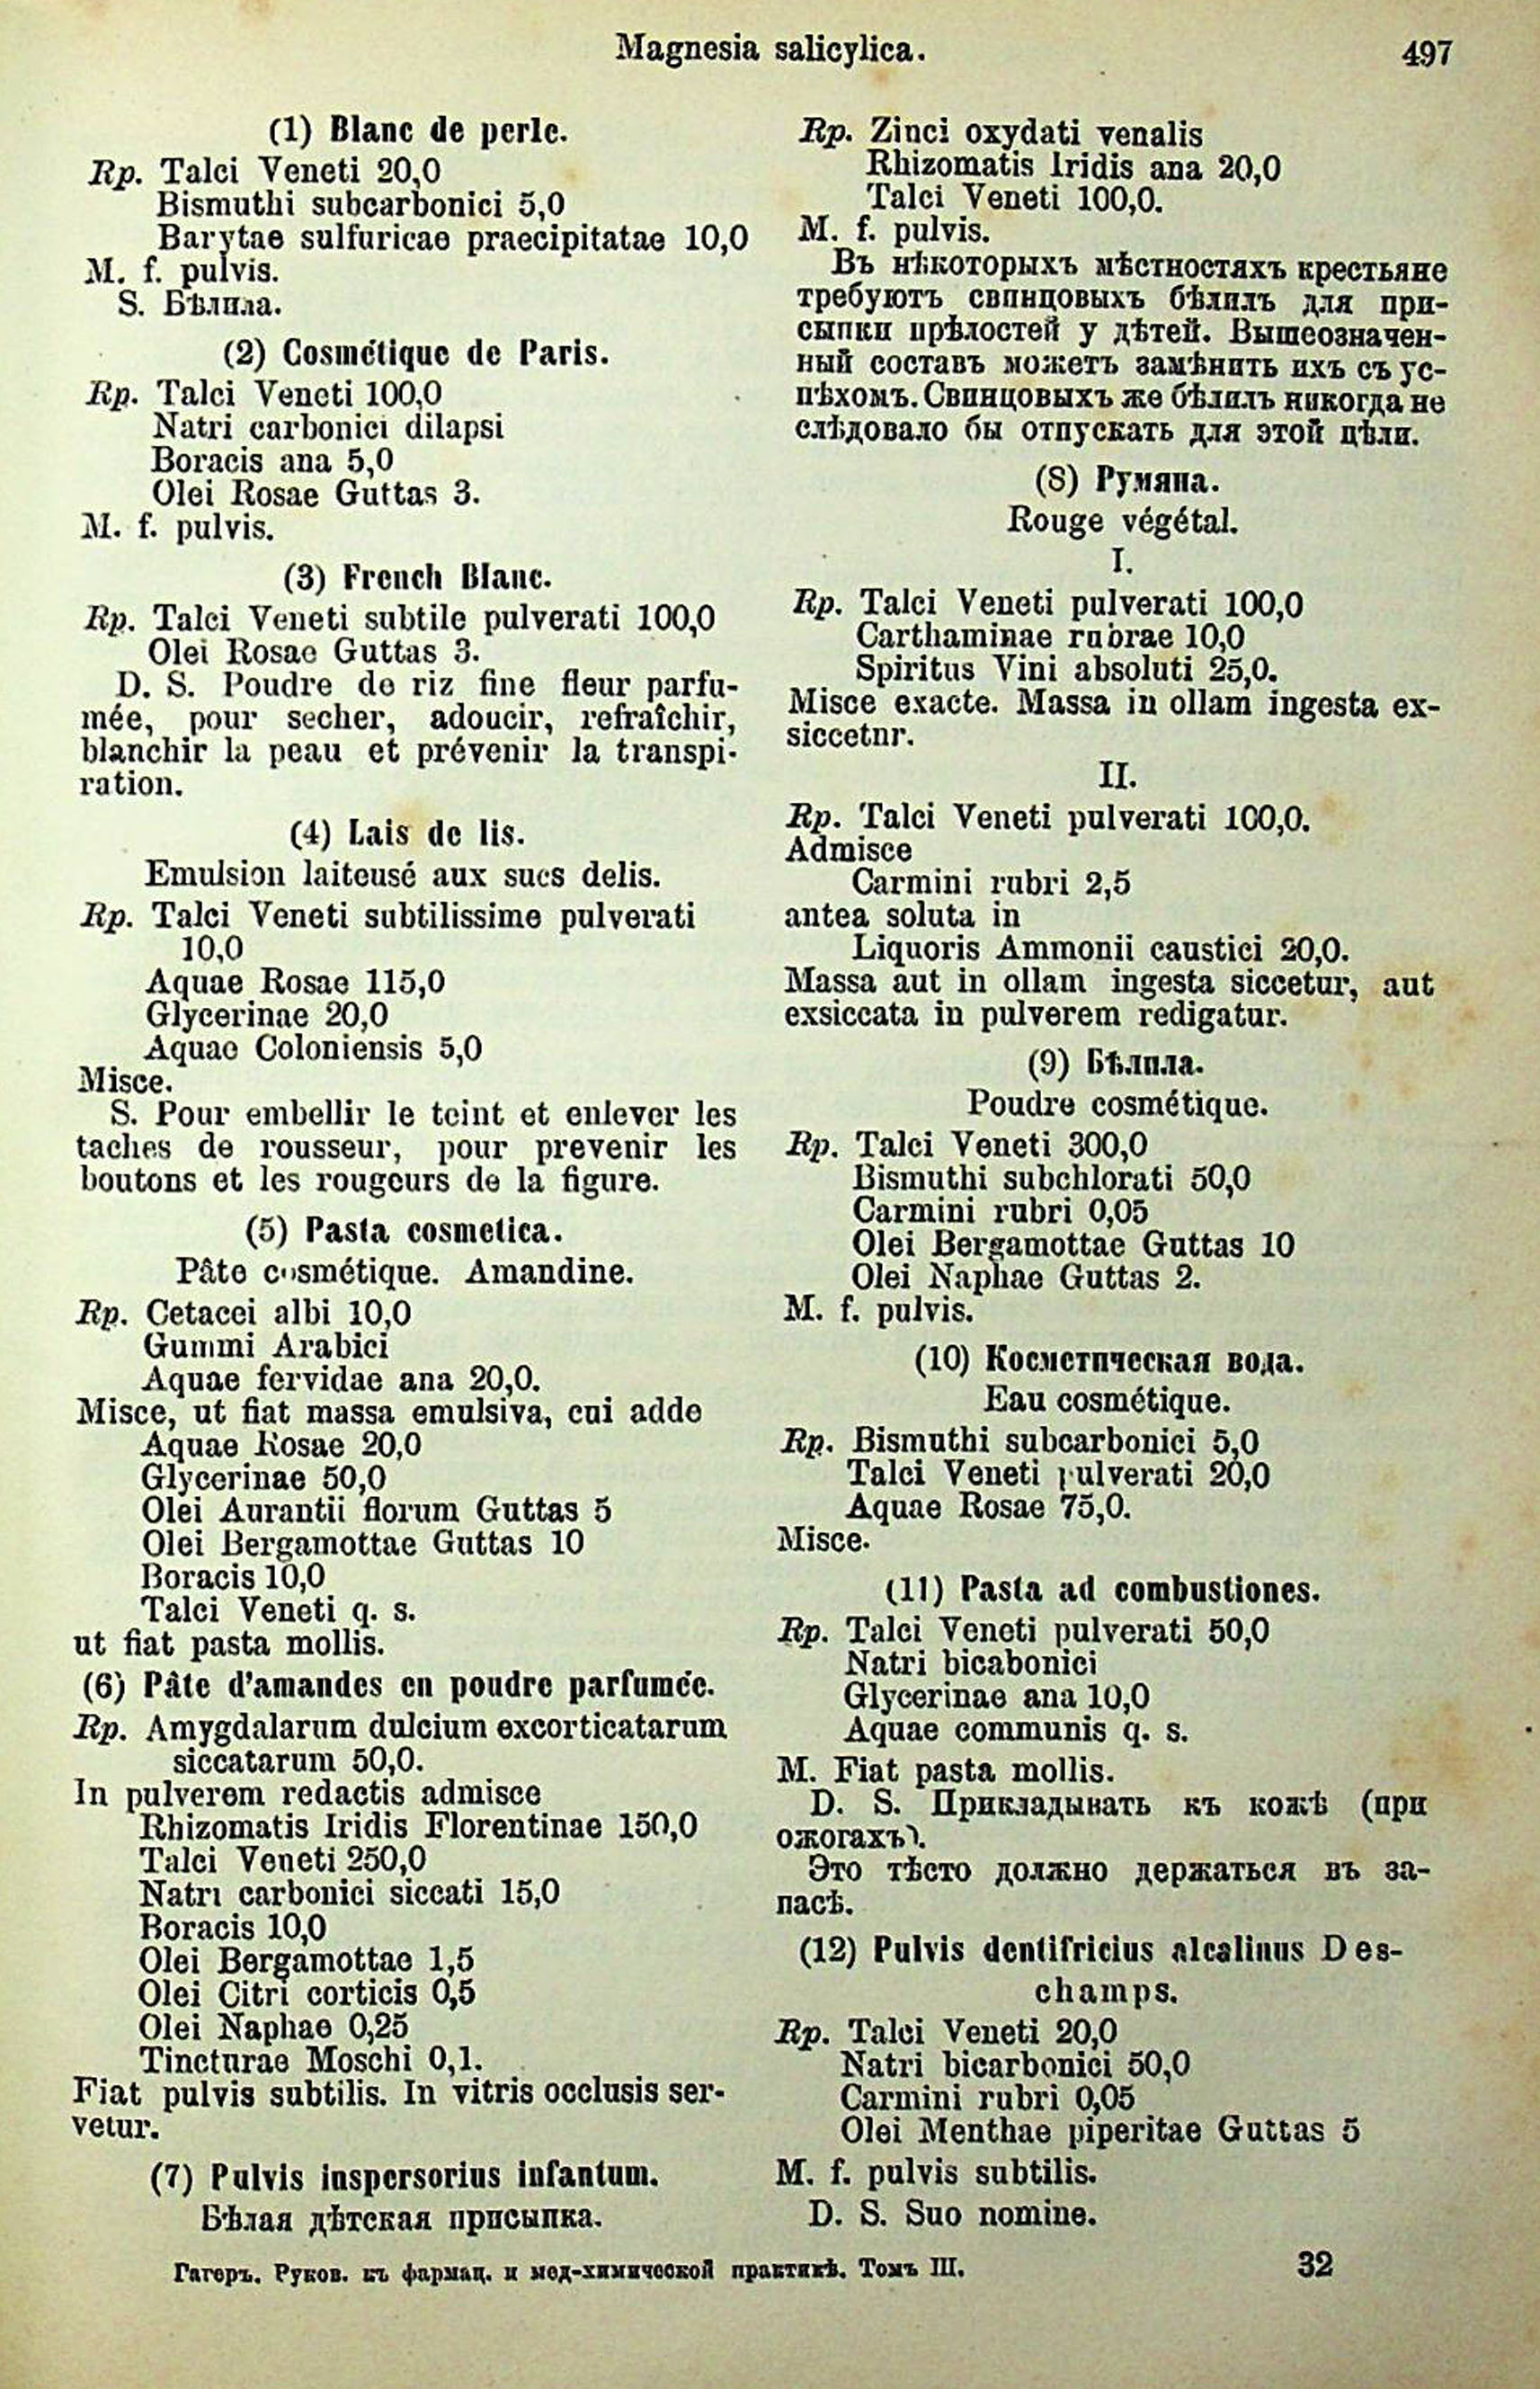 Magnesia salicylica.
497
(1) Blanc de perle.
Rp. Talci Veneti 20,0
Bismuthi subcarbonici 5,0
Barytae sulfuricae praecipitatae 10,0
M. f. pulvis.
S. Бѣлила.
(2) Cosmétique de Paris.
Rp. Talci Veneti 100,0
Natri carbonici dilapsi
Boracis ana 5,0
Olei Rosae Guttas 3.
M. f. pulvis.
(3) French Blanc.
Rp. Talci Veneti subtile pulverati 100,0
Olei Rosae Guttas 3.
D. S. Poudre de riz fine fleur parfu-
mée, pour secher, adoucir, refraîchir,
blanchir la peau et prévenir la transpi-
ration.
(4) Lais de lis.
Emulsion laiteusé aux sucs delis.
Rp. Talci Veneti subtilissime pulverati
10,0
Aquae Rosae 115,0
Glycerinae 20,0
Aquae Coloniensis 5,0
Misce.
S. Pour embellir le teint et enlever les
taches de rousseur, pour prevenir les
boutons et les rougeurs de la figure.
(5) Pasta cosmetica.
Pâte cosmétique. Amandine.
Rp. Cetacei albi 10,0
Gummi Arabici
Aquae fervidae ana 20,0.
Misce, ut fiat massa emulsiva, cui adde
Aquae Rosae 20,0
Glycerinae 50,0
Olei Aurantii florum Guttas 5
Olei Bergamottae Guttas 10
Boracis 10,0
Talci Veneti q. s.
ut fiat pasta mollis.
(6) Pâte d'amandes en poudre parfumée.
Rp. Amygdalarum dulcium excorticatarum
siccatarum 50,0.
In pulverem redactis admisce
Rhizomatis Iridis Florentinae 150,0
Talci Veneti 250,0
Natri carbonici siccati 15,0
Boracis 10,0
Olei Bergamottae 1,5
Olei Citri corticis 0,5
Olei Naphae 0,25
Tincturae Moschi 0,1.
Fiat pulvis subtilis. In vitris occlusis ser-
vetur.
(7) Pulvis inspersorius infantum.
Бѣлая дѣтская присыпка.
Rp. Zinci oxydati venalis
Rhizomatis Iridis ana 20,0
Talci Veneti 100,0.
M. f. pulvis.
Въ нѣкоторыхъ мѣстностяхъ крестьяне
требуютъ свинцовыхъ бѣлилъ для при-
сыпки прѣлостей у дѣтей. Вышеозначен-
ный составъ можетъ замѣнить ихъ съ ус-
пѣхомъ. Свинцовыхъ же бѣлилъ никогда не
слѣдовало бы отпускать для этой цѣли.
(8) Румяна.
Rouge végétal.
I.
Rp. Talci Veneti pulverati 100,0
Carthaminae rubrae 10,0
Spiritus Vini absoluti 25,0.
Misce exacte. Massa in ollam ingesta ex-
siccetur.
II.
Rp. Talci Veneti pulverati 100,0.
Admisce
Carmini rubri 2,5
antea soluta in
Liquoris Ammonii caustici 20,0.
Massa aut in ollam ingesta siccetur, aut
exsiccata in pulverem redigatur.
(9) Бѣлила.
Poudre cosmétique.
Rp. Talci Veneti 300,0
Bismuthi subchlorati 50,0
Carmini rubri 0,05
Olei Bergamottae Guttas 10
Olei Naphae Guttas 2.
M. f. pulvis.
(10) Косметическая вода.
Eau cosmétique.
Rp. Bismuthi subcarbonici 5,0
Talci Veneti pulverati 20,0
Aquae Rosae 75,0.
Misce.
(11) Pasta ad combustiones.
Rp. Talci Veneti pulverati 50,0
Natri bicabonici
Glycerinae ana 10,0
Aquae communis q. s.
M. Fiat pasta mollis.
D. S. Прикладывать къ кожѣ (при
ожогахъ).
Это тѣсто должно держаться въ за-
пасѣ.
(12) Pulvis dentifricius alcalinus Des-
champs.
Rp. Talci Veneti 20,0
Natri bicarbonici 50,0
Carmini rubri 0,05
Olei Menthae piperitae Guttas 5
M. f. pulvis subtilis.
D. S. Suo nomine.
Гагеръ. Руков. къ фармац. и мед-химической практикѣ. Томъ III.
32